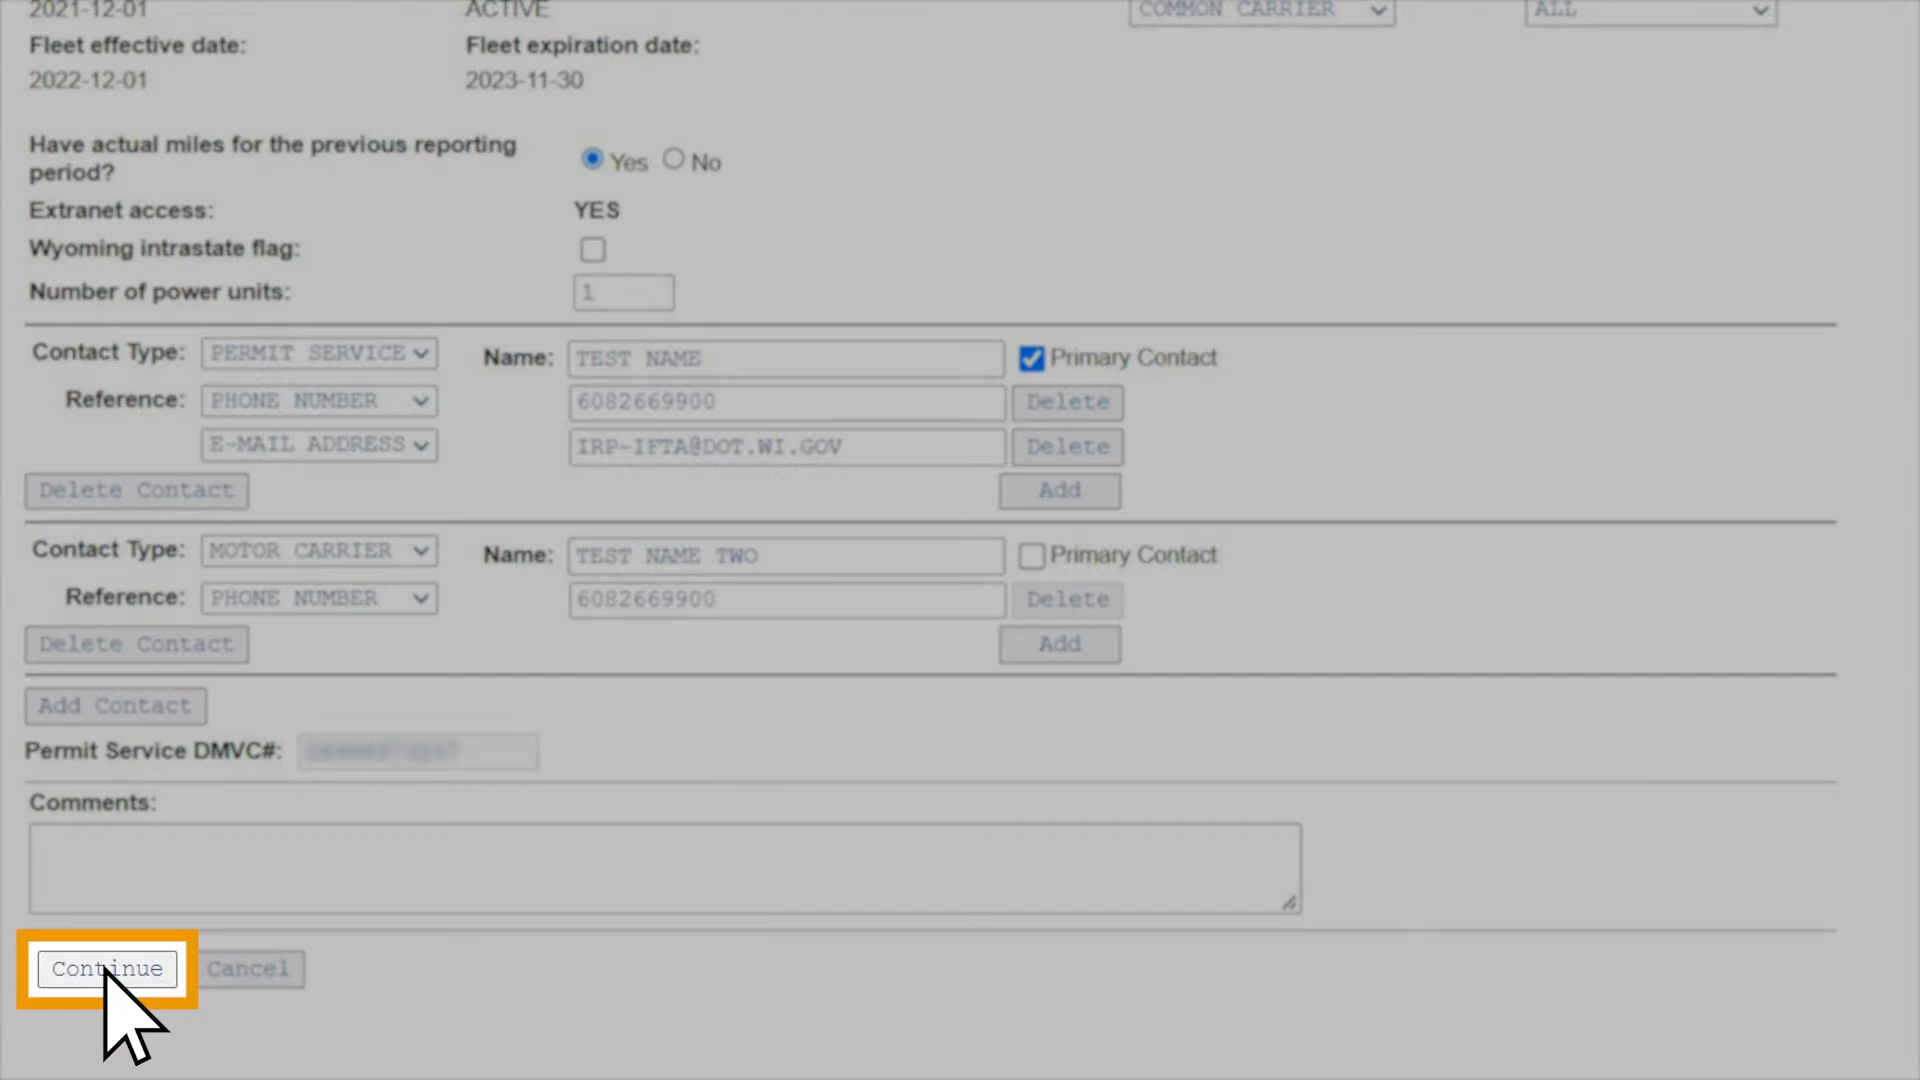 2021-12-01 ACTIVE COMMON CARRIER ALL
Fleet effective date: Fleet expiration date:
2022-12-01 2023-11-30
Have actual miles for the previous reporting
period? Yes No
Extranet access: YES
Wyoming intrastate flag:
Number of power units: 1
Contact Type: PERMIT SERVICE Name: TEST NAME Primary Contact
Reference: PHONE NUMBER 6082669900 Delete
E-MAIL ADDRESS IRP-IFTA@DOT.WI.GOV Delete
Delete Contact Add
Contact Type: MOTOR CARRIER Name: TEST NAME TWO Primary Contact
Reference: PHONE NUMBER 6082669900 Delete
Delete Contact Add
Add Contact
Permit Service DMVC#:
Comments:
Continue Cancel